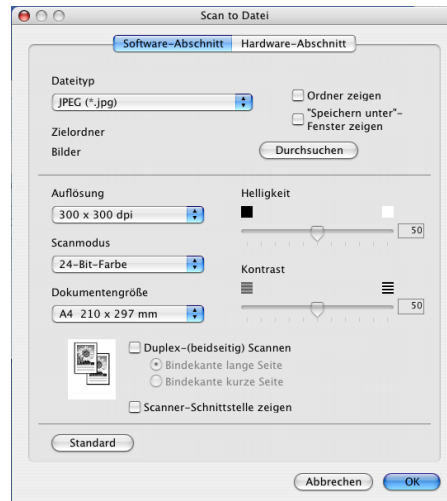 Scan to Datei
Software-Abschnitt Hardware-Abschnitt
Dateityp
JPEG (*.jpg)
Ordner zeigen
"Speichern unter"-
Fenster zeigen
Zielordner
Bilder
Durchsuchen
Auflösung
300 x 300 dpi
Scanmodus
24-Bit-Farbe
Dokumentengröße
A4 210 x 297 mm
Helligkeit
50
Kontrast
50
Duplex-(beidseitig) Scannen
Bindekante lange Seite
Bindekante kurze Seite
Scanner-Schnittstelle zeigen
Standard
Abbrechen OK